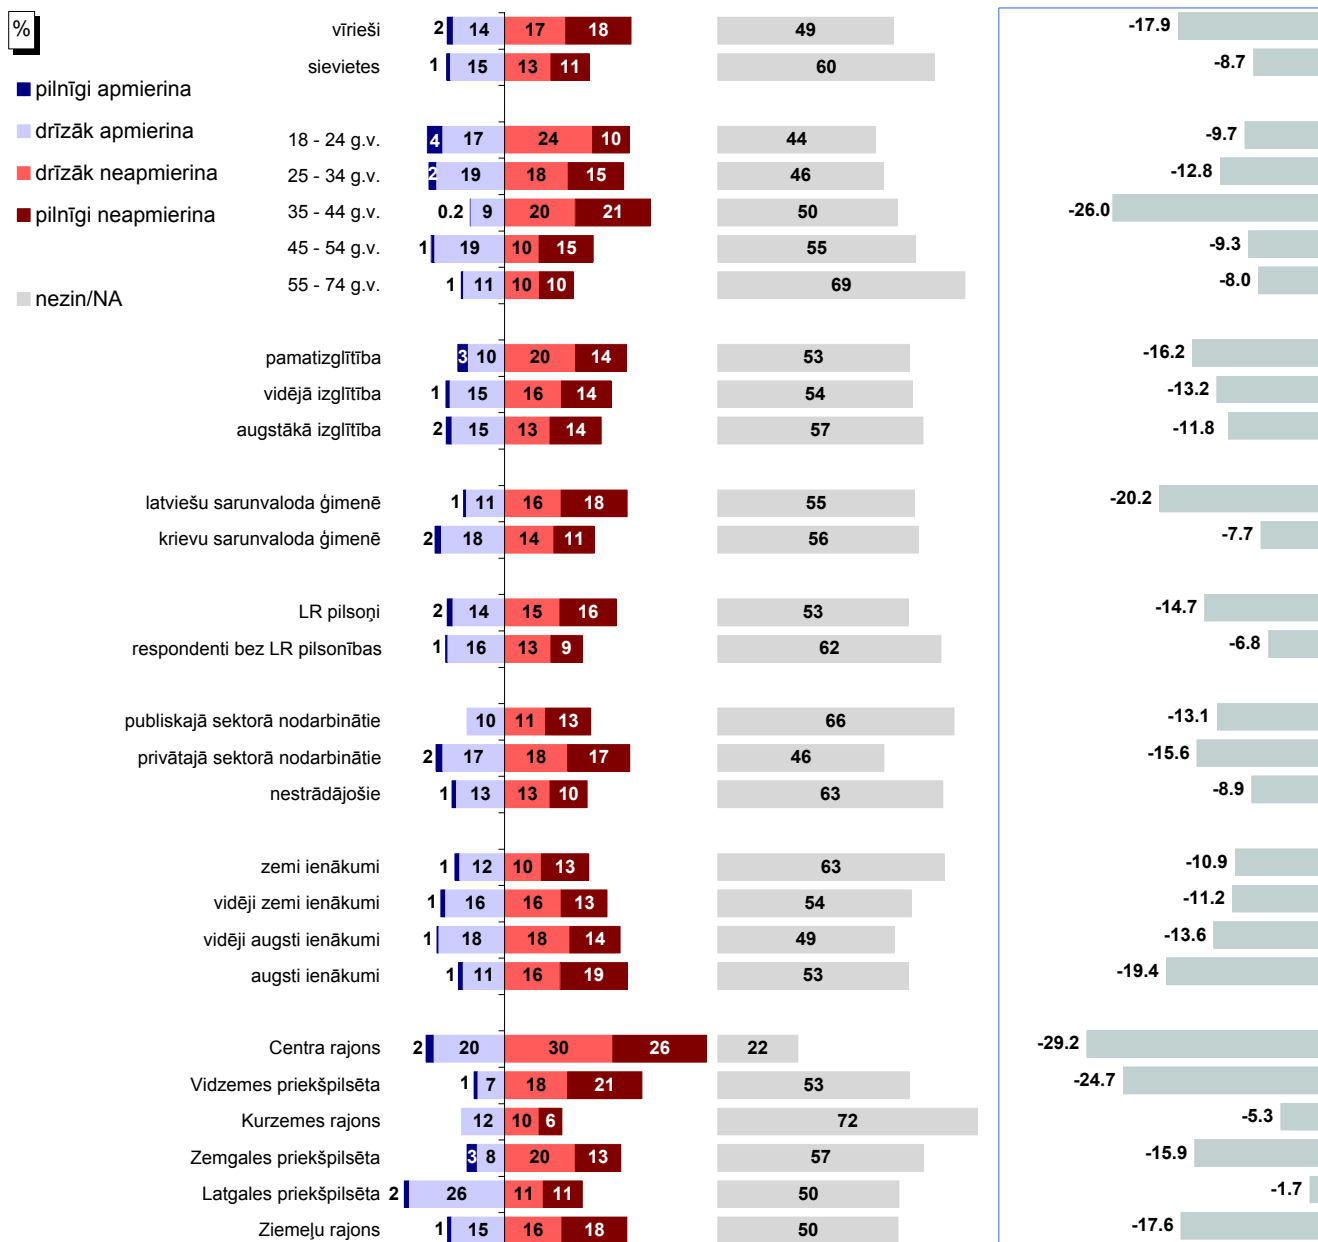 %
pilnīgi apmierina
drīzāk apmierina
drīzāk neapmierina
pilnīgi neapmierina
nezin/NA
vīrieši 2 14 17 18 49 -17.9
sievietes 1 15 13 11 60 -8.7
18 - 24 g.v. 4 17 24 10 44 -9.7
25 - 34 g.v. 2 19 18 15 46 -12.8
35 - 44 g.v. 0.2 9 20 21 50 -26.0
45 - 54 g.v. 1 19 10 15 55 -9.3
55 - 74 g.v. 1 11 10 10 69 -8.0
pamatizglītība 3 10 20 14 53 -16.2
vidējā izglītība 1 15 16 14 54 -13.2
augstākā izglītība 2 15 13 14 57 -11.8
latviešu sarunvaloda ģimenē 1 11 16 18 55 -20.2
krievu sarunvaloda ģimenē 2 18 14 11 56 -7.7
LR pilsoņi 2 14 15 16 53 -14.7
respondenti bez LR pilsonības 1 16 13 9 62 -6.8
publiskajā sektorā nodarbinātie 10 11 13 66 -13.1
privātajā sektorā nodarbinātie 2 17 18 17 46 -15.6
nestrādājošie 1 13 13 10 63 -8.9
zemi ienākumi 1 12 10 13 63 -10.9
vidēji zemi ienākumi 1 16 16 13 54 -11.2
vidēji augsti ienākumi 1 18 18 14 49 -13.6
augsti ienākumi 1 11 16 19 53 -19.4
Centra rajons 2 20 30 26 22 -29.2
Vidzemes priekšpilsēta 1 7 18 21 53 -24.7
Kurzemes rajons 12 10 6 72 -5.3
Zemgales priekšpilsēta 3 8 20 13 57 -15.9
Latgales priekšpilsēta 2 26 11 11 50 -1.7
Ziemeļu rajons 1 15 16 18 50 -17.6